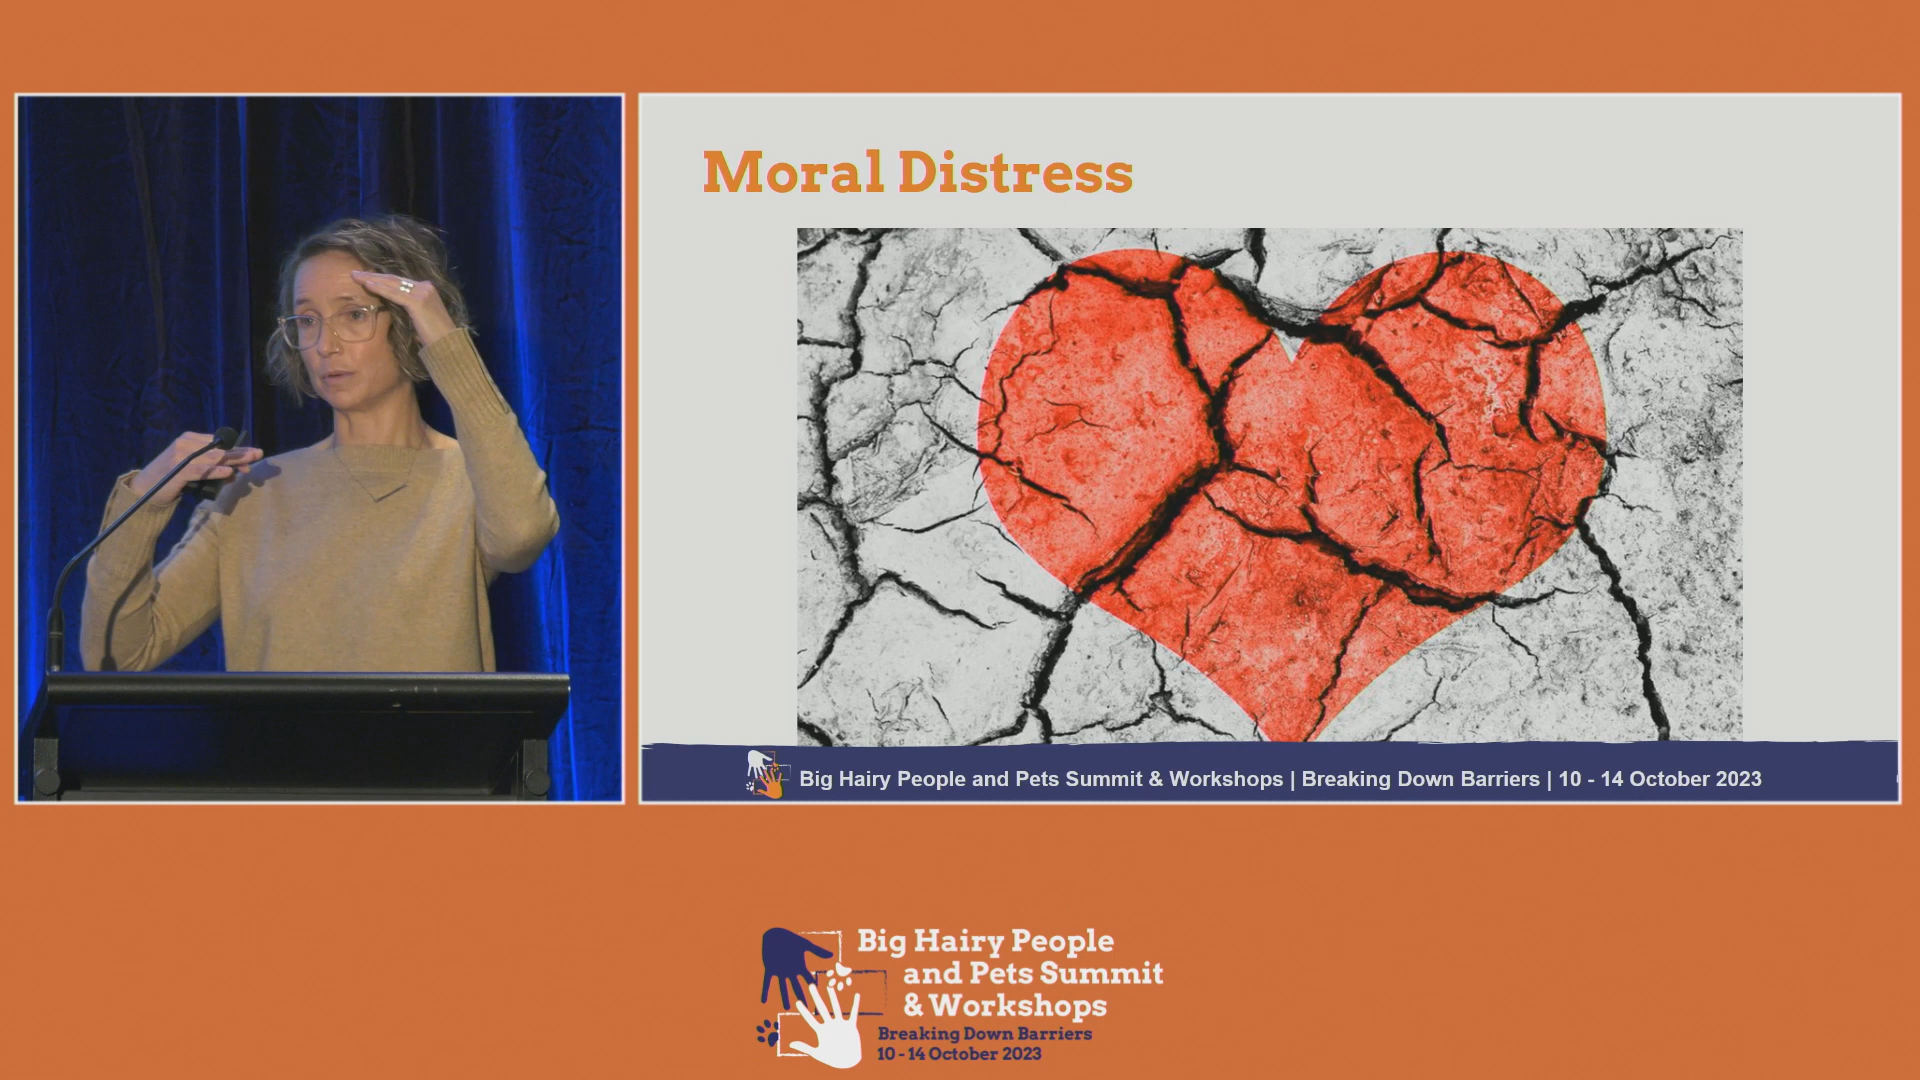 Moral Distress
Big Hairy People and Pets Summit & Workshops | Breaking Down Barriers | 10 - 14 October 2023
Big Hairy People
and Pets Summit
& Workshops
Breaking Down Barriers
10 - 14 October 2023